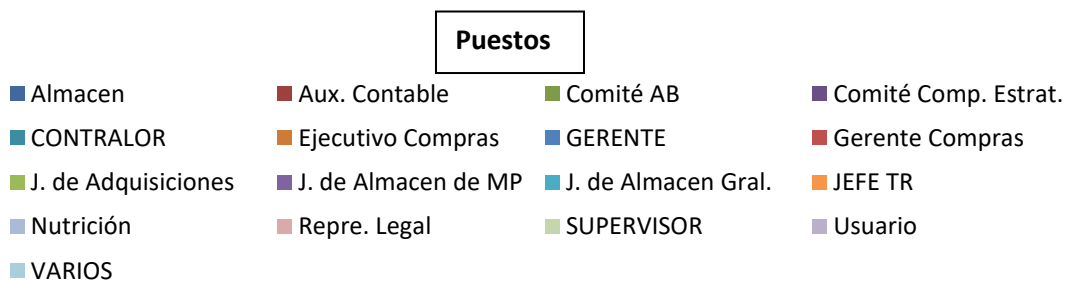 Puestos
Almacen Aux. Contable Comité AB Comité Comp. Estrat.
CONTRALOR Ejecutivo Compras GERENTE Gerente Compras
J. de Adquisiciones J. de Almacen de MP J. de Almacen Gral. JEFE TR
Nutrición Repre. Legal SUPERVISOR Usuario
VARIOS